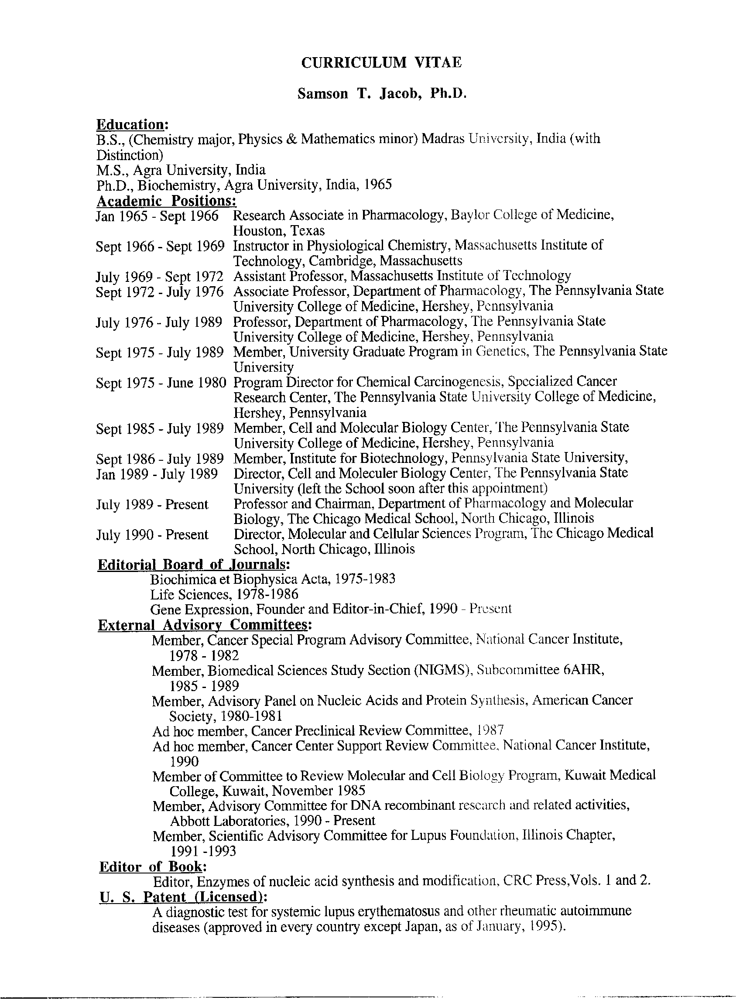 CURRICULUM VITAE
Samson T. Jacob, Ph.D.
Education:
B.S., (Chemistry major, Physics & Mathematics minor) Madras University, India (with
Distinction)
M.S., Agra University, India
Ph.D., Biochemistry, Agra University, India, 1965
Academic Positions:
Jan 1965 - Sept 1966 Research Associate in Pharmacology, Baylor College of Medicine,
Houston, Texas
Sept 1966 - Sept 1969 Instructor in Physiological Chemistry, Massachusetts Institute of
Technology, Cambridge, Massachusetts
July 1969 - Sept 1972 Assistant Professor, Massachusetts Institute of Technology
Sept 1972 - July 1976 Associate Professor, Department of Pharmacology, The Pennsylvania State
University College of Medicine, Hershey, Pennsylvania
July 1976 - July 1989 Professor, Department of Pharmacology, The Pennsylvania State
University College of Medicine, Hershey, Pennsylvania
Sept 1975 - July 1989 Member, University Graduate Program in Genetics, The Pennsylvania State
University
Sept 1975 - June 1980 Program Director for Chemical Carcinogenesis, Specialized Cancer
Research Center, The Pennsylvania State University College of Medicine,
Hershey, Pennsylvania
Sept 1985 - July 1989 Member, Cell and Molecular Biology Center, The Pennsylvania State
University College of Medicine, Hershey, Pennsylvania
Sept 1986 - July 1989 Member, Institute for Biotechnology, Pennsylvania State University,
Jan 1989 - July 1989 Director, Cell and Moleculer Biology Center, The Pennsylvania State
University (left the School soon after this appointment)
July 1989 - Present Professor and Chairman, Department of Pharmacology and Molecular
Biology, The Chicago Medical School, North Chicago, Illinois
July 1990 - Present Director, Molecular and Cellular Sciences Program, The Chicago Medical
School, North Chicago, Illinois
Editorial Board of Journals:
Biochimica et Biophysica Acta, 1975-1983
Life Sciences, 1978-1986
Gene Expression, Founder and Editor-in-Chief, 1990 - Present
External Advisory Committees:
Member, Cancer Special Program Advisory Committee, National Cancer Institute,
1978 - 1982
Member, Biomedical Sciences Study Section (NIGMS), Subcommittee 6AHR,
1985 - 1989
Member, Advisory Panel on Nucleic Acids and Protein Synthesis, American Cancer
Society, 1980-1981
Ad hoc member, Cancer Preclinical Review Committee, 1987
Ad hoc member, Cancer Center Support Review Committee, National Cancer Institute,
1990
Member of Committee to Review Molecular and Cell Biology Program, Kuwait Medical
College, Kuwait, November 1985
Member, Advisory Committee for DNA recombinant research and related activities,
Abbott Laboratories, 1990 - Present
Member, Scientific Advisory Committee for Lupus Foundation, Illinois Chapter,
1991 -1993
Editor of Book:
Editor, Enzymes of nucleic acid synthesis and modification, CRC Press,Vols. 1 and 2.
U. S. Patent (Licensed):
A diagnostic test for systemic lupus erythematosus and other rheumatic autoimmune
diseases (approved in every country except Japan, as of January, 1995).